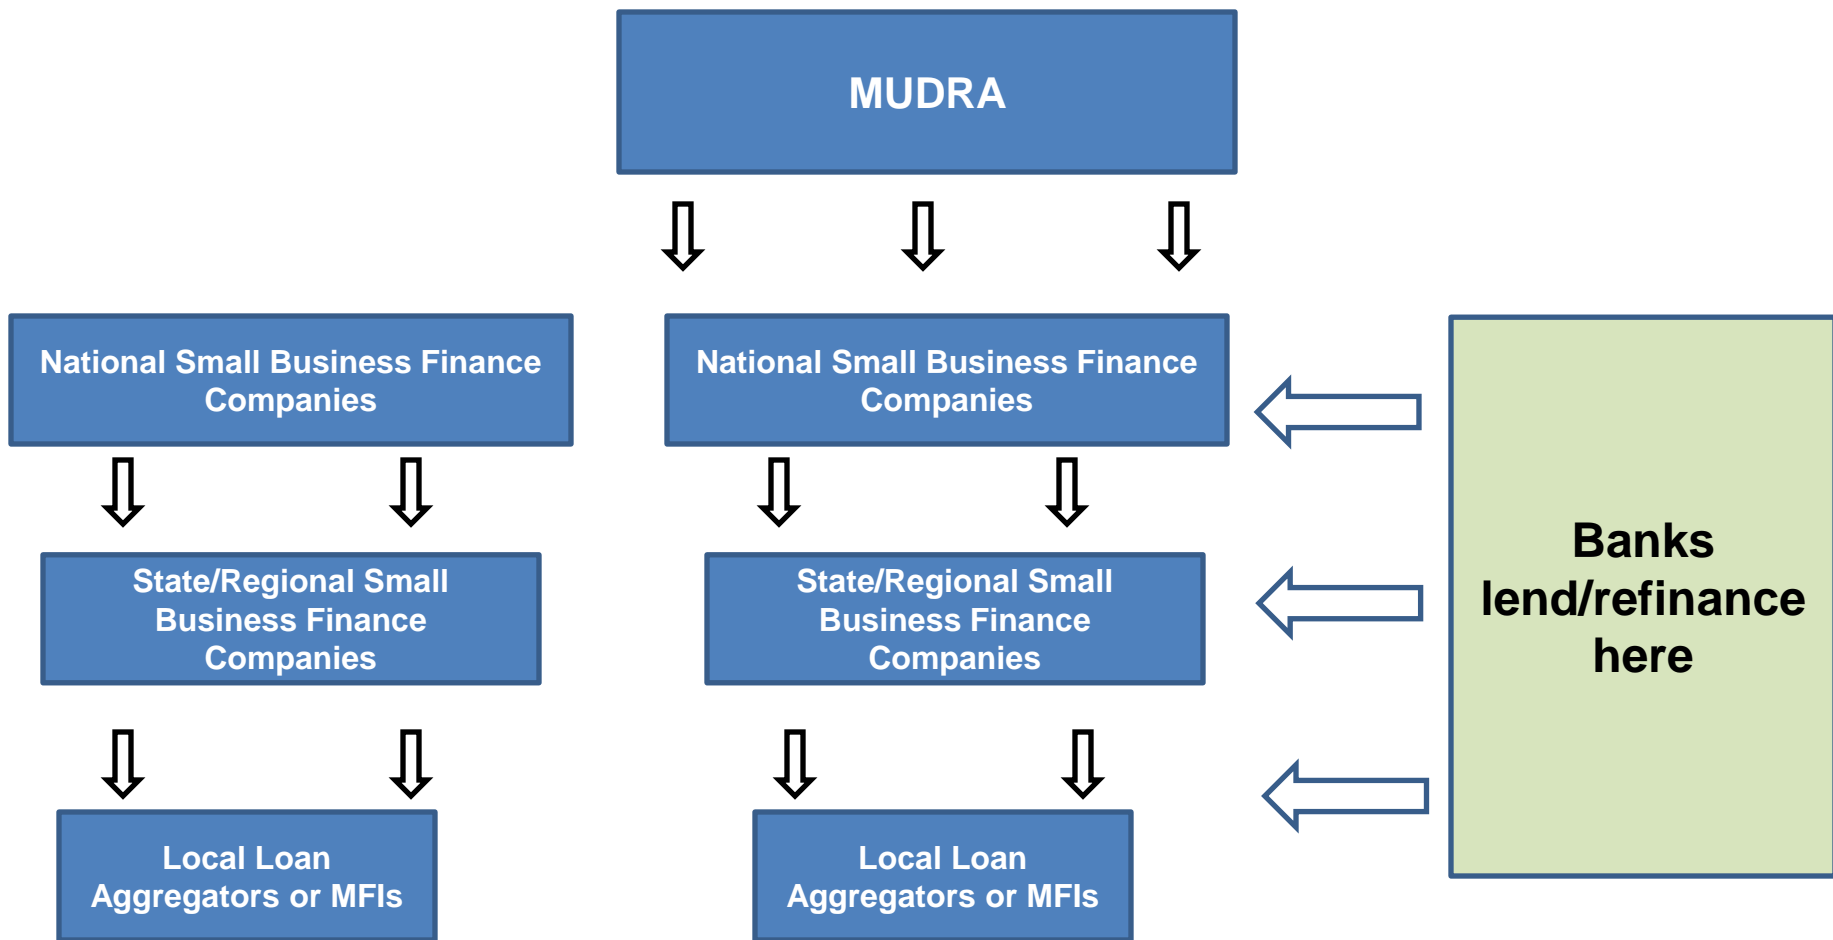 MUDRA
National Small Business Finance
Companies
National Small Business Finance
Companies
State/Regional Small
Business Finance
Companies
State/Regional Small
Business Finance
Companies
Local Loan
Aggregators or MFIs
Local Loan
Aggregators or MFIs
Banks
lend/refinance
here